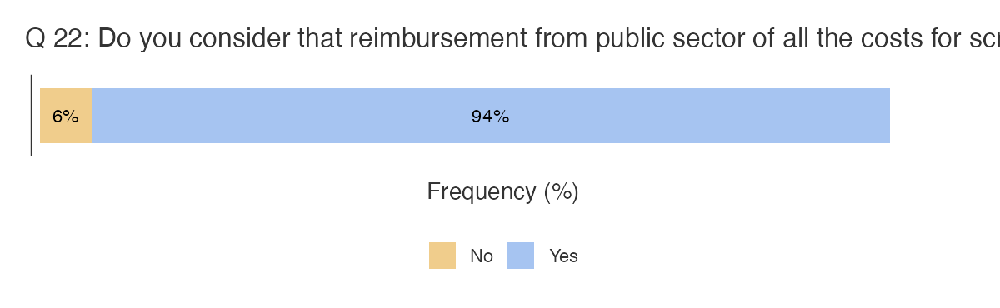 Q 22: Do you consider that reimbursement from public sector of all the costs for
6% 94%
Frequency (%)
No Yes